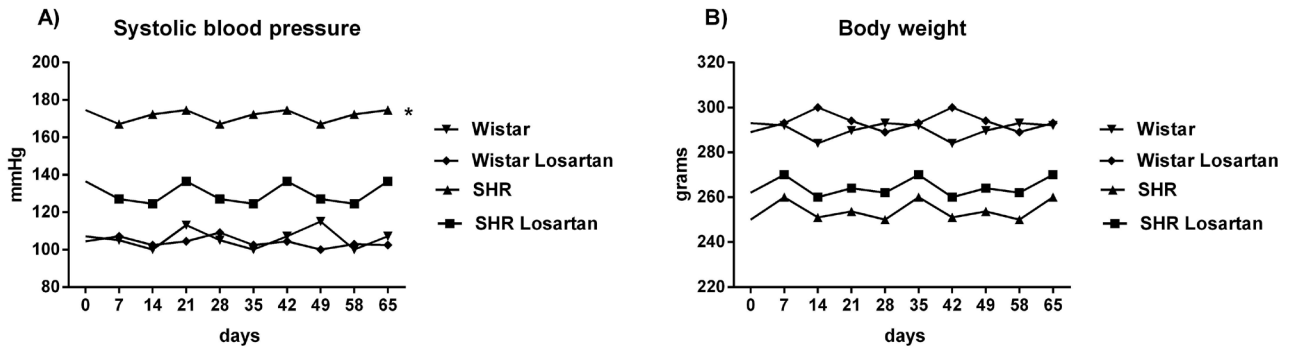 A)
Systolic blood pressure
mmHg
200
180
160
140
120
100
80
0 7 14 21 28 35 42 49 58 65
days
*
Wistar
Wistar Losartan
SHR
SHR Losartan
B)
Body weight
grams
320
300
280
260
240
220
0 7 14 21 28 35 42 49 58 65
days
Wistar
Wistar Losartan
SHR
SHR Losartan